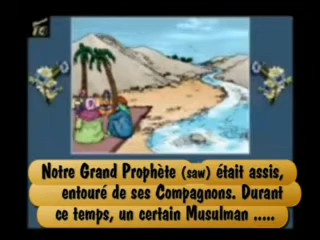 Notre Grand Prophète (saw) était assis,
entouré de ses Compagnons. Durant
ce temps, un certain Musulman .....